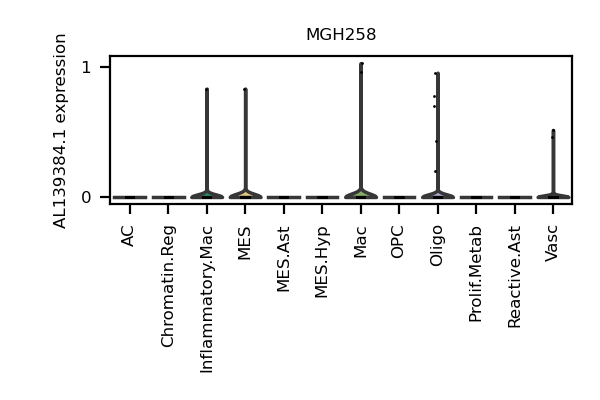 MGH258
AL139384.1 expression
1
0
AC
Chromatin.Reg
Inflammatory.Mac
MES
MES.Ast
MES.Hyp
Mac
OPC
Oligo
Prolif.Metab
Reactive.Ast
Vasc